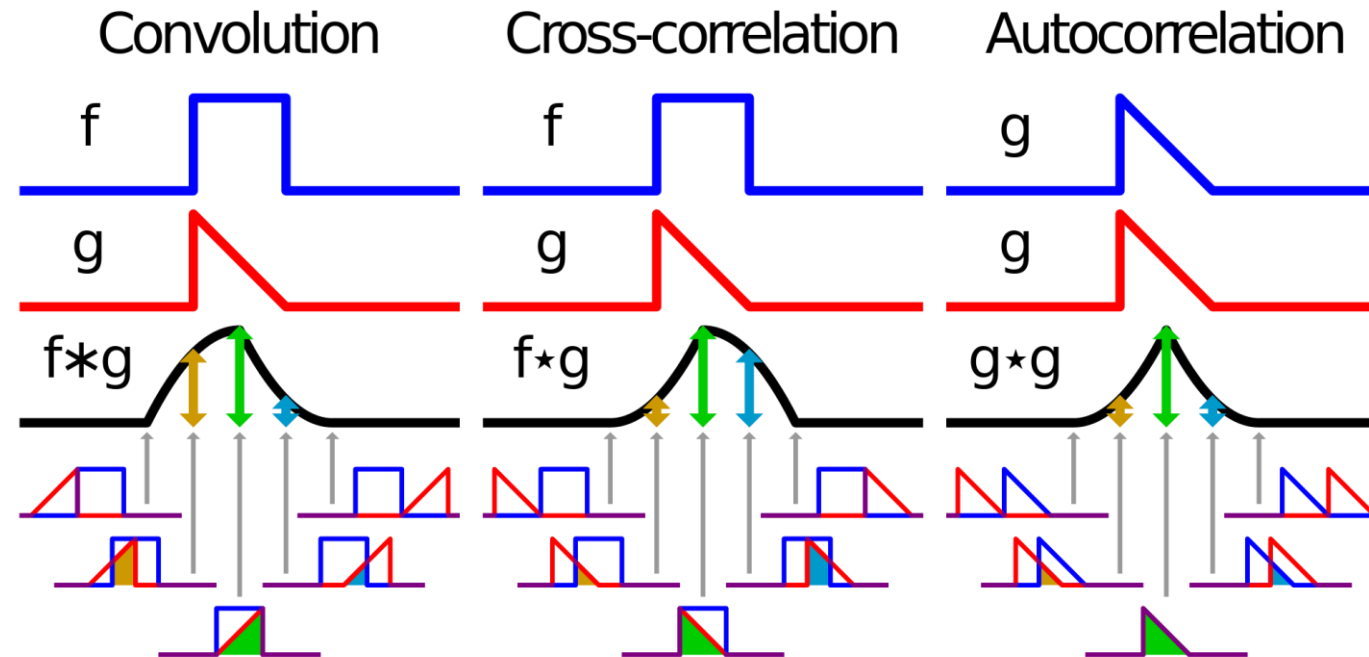 Convolution Cross-correlation Autocorrelation
f f g
g g g
f∗g f⋆g g⋆g